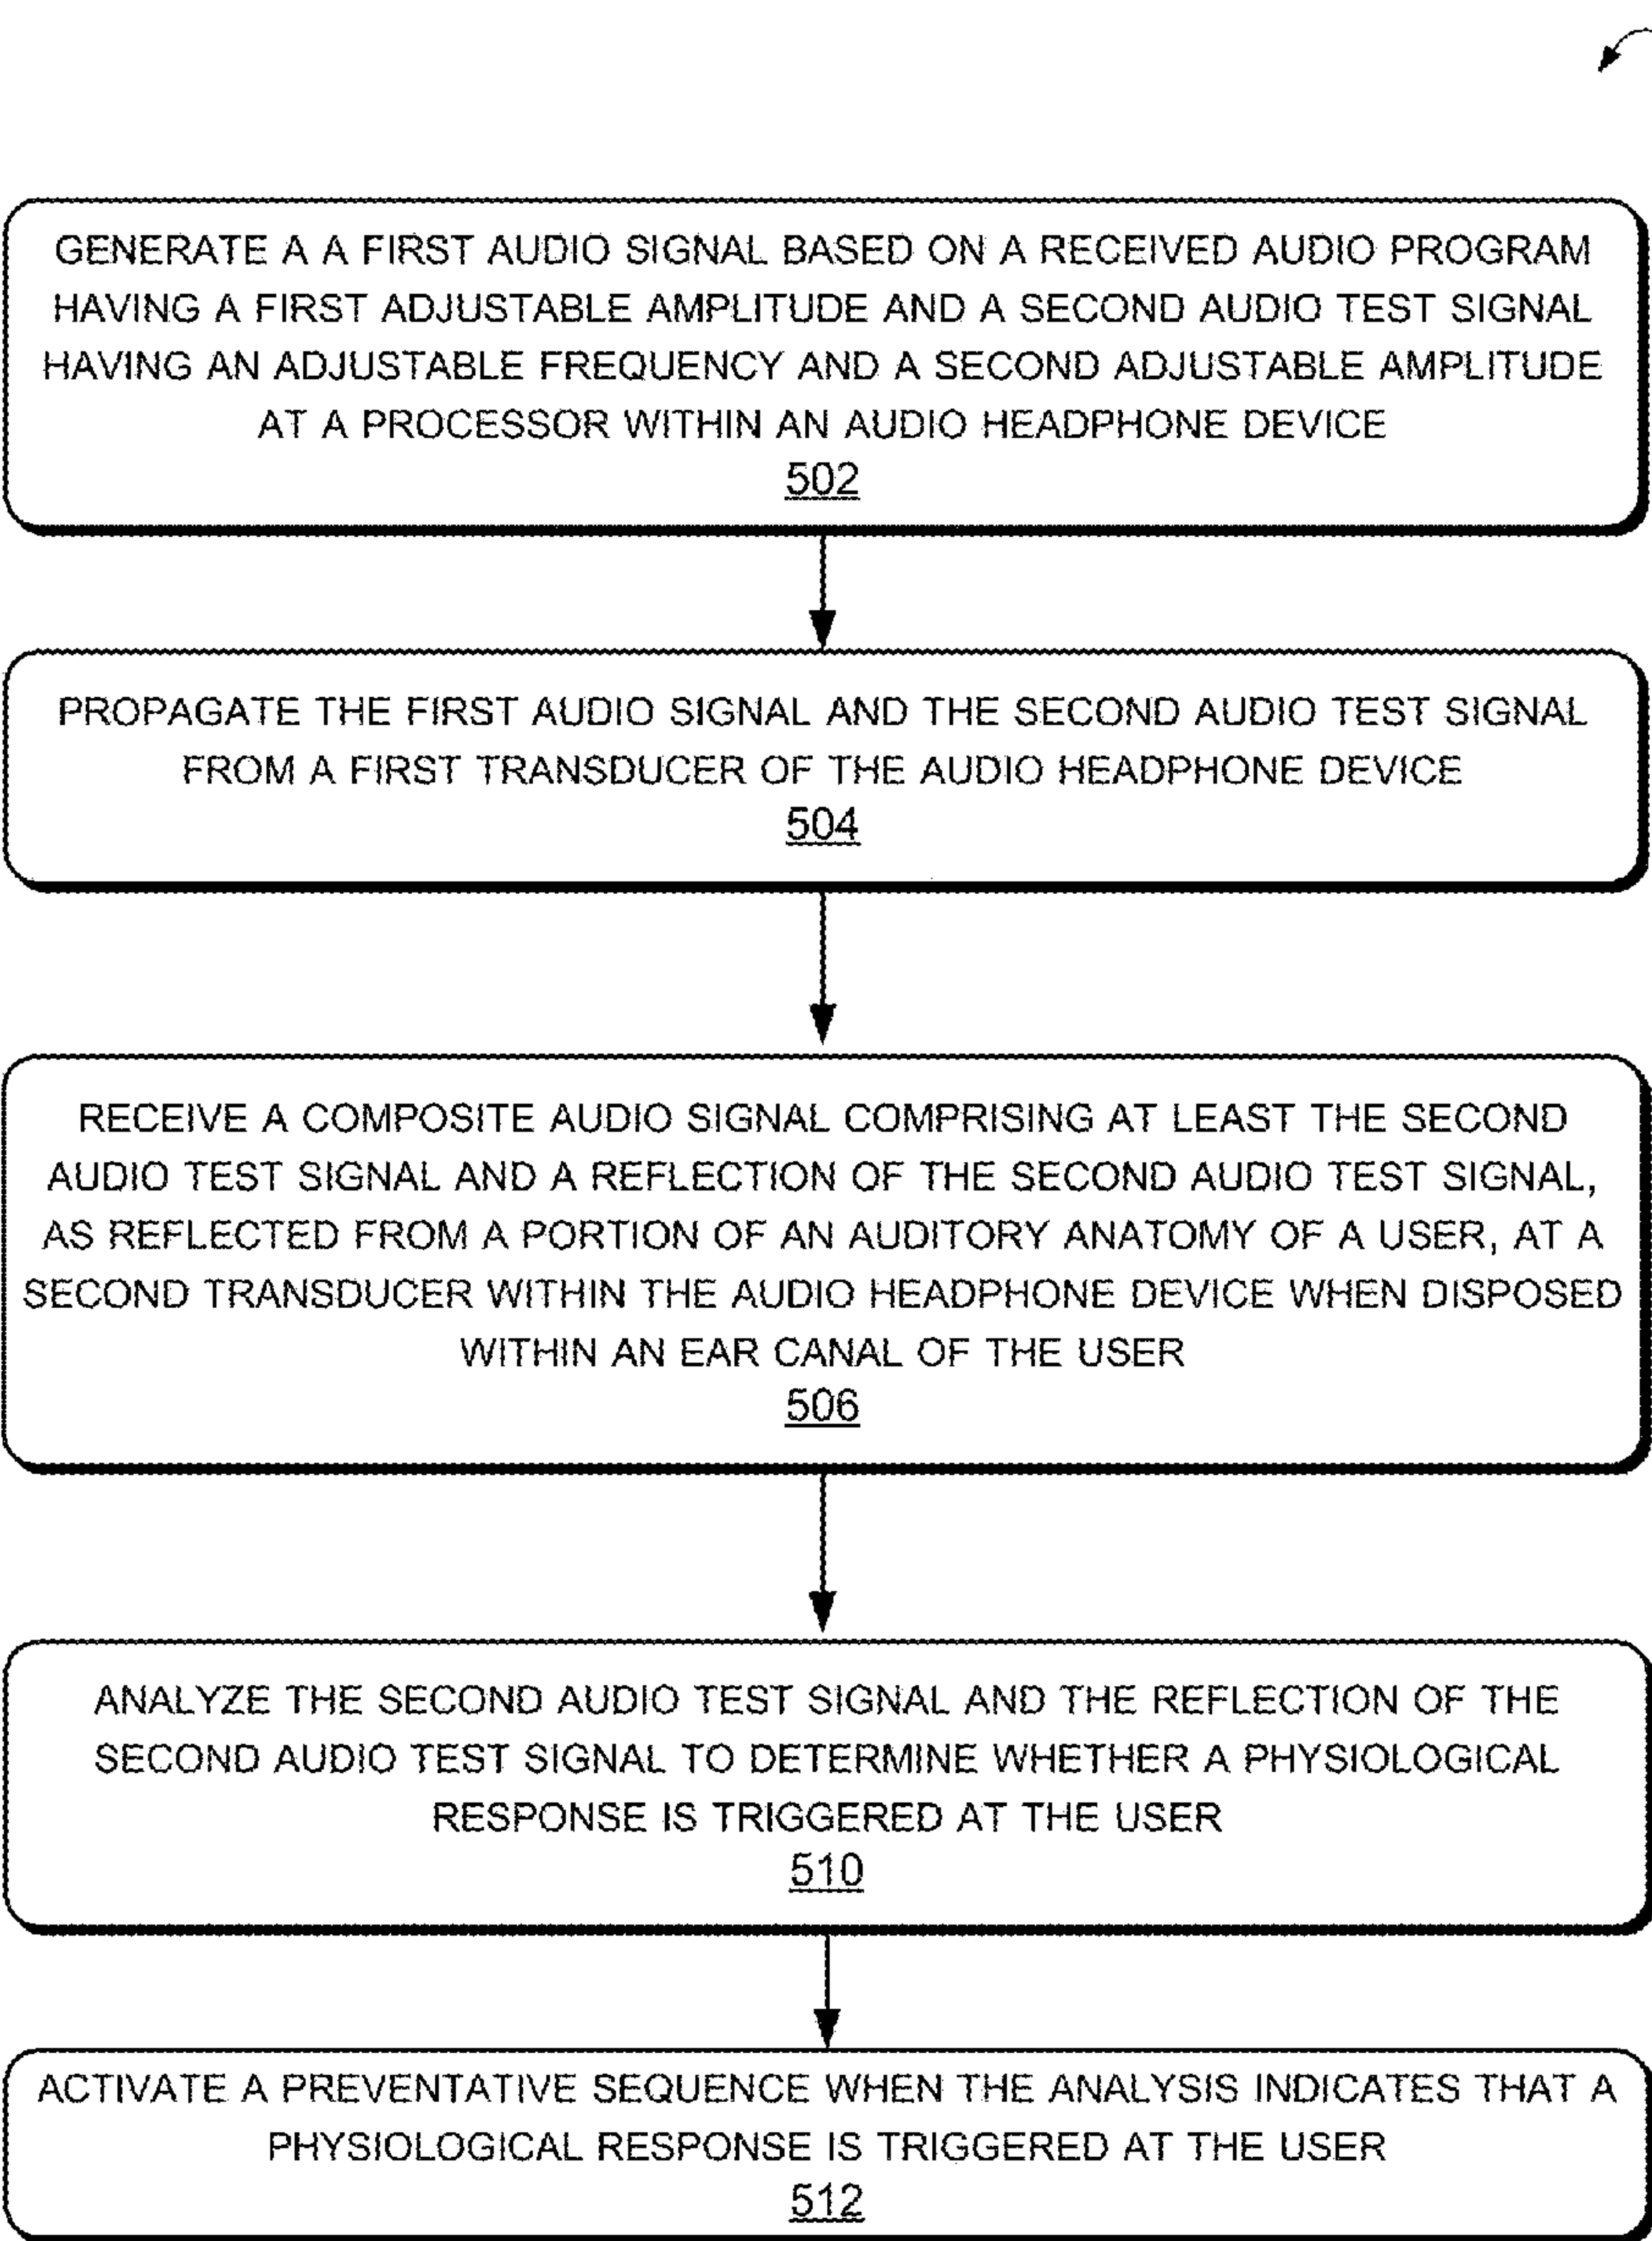 GENERATE A A FIRST AUDIO SIGNAL BASED ON A RECEIVED AUDIO PROGRAM
HAVING A FIRST ADJUSTABLE AMPLITUDE AND A SECOND AUDIO TEST SIGNAL
HAVING AN ADJUSTABLE FREQUENCY AND A SECOND ADJUSTABLE AMPLITUDE
AT A PROCESSOR WITHIN AN AUDIO HEADPHONE DEVICE
502
PROPAGATE THE FIRST AUDIO SIGNAL AND THE SECOND AUDIO TEST SIGNAL
FROM A FIRST TRANSDUCER OF THE AUDIO HEADPHONE DEVICE
504
RECEIVE A COMPOSITE AUDIO SIGNAL COMPRISING AT LEAST THE SECOND
AUDIO TEST SIGNAL AND A REFLECTION OF THE SECOND AUDIO TEST SIGNAL,
AS REFLECTED FROM A PORTION OF AN AUDITORY ANATOMY OF A USER, AT A
SECOND TRANSDUCER WITHIN THE AUDIO HEADPHONE DEVICE WHEN DISPOSED
WITHIN AN EAR CANAL OF THE USER
506
ANALYZE THE SECOND AUDIO TEST SIGNAL AND THE REFLECTION OF THE
SECOND AUDIO TEST SIGNAL TO DETERMINE WHETHER A PHYSIOLOGICAL
RESPONSE IS TRIGGERED AT THE USER
510
ACTIVATE A PREVENTATIVE SEQUENCE WHEN THE ANALYSIS INDICATES THAT A
PHYSIOLOGICAL RESPONSE IS TRIGGERED AT THE USER
512